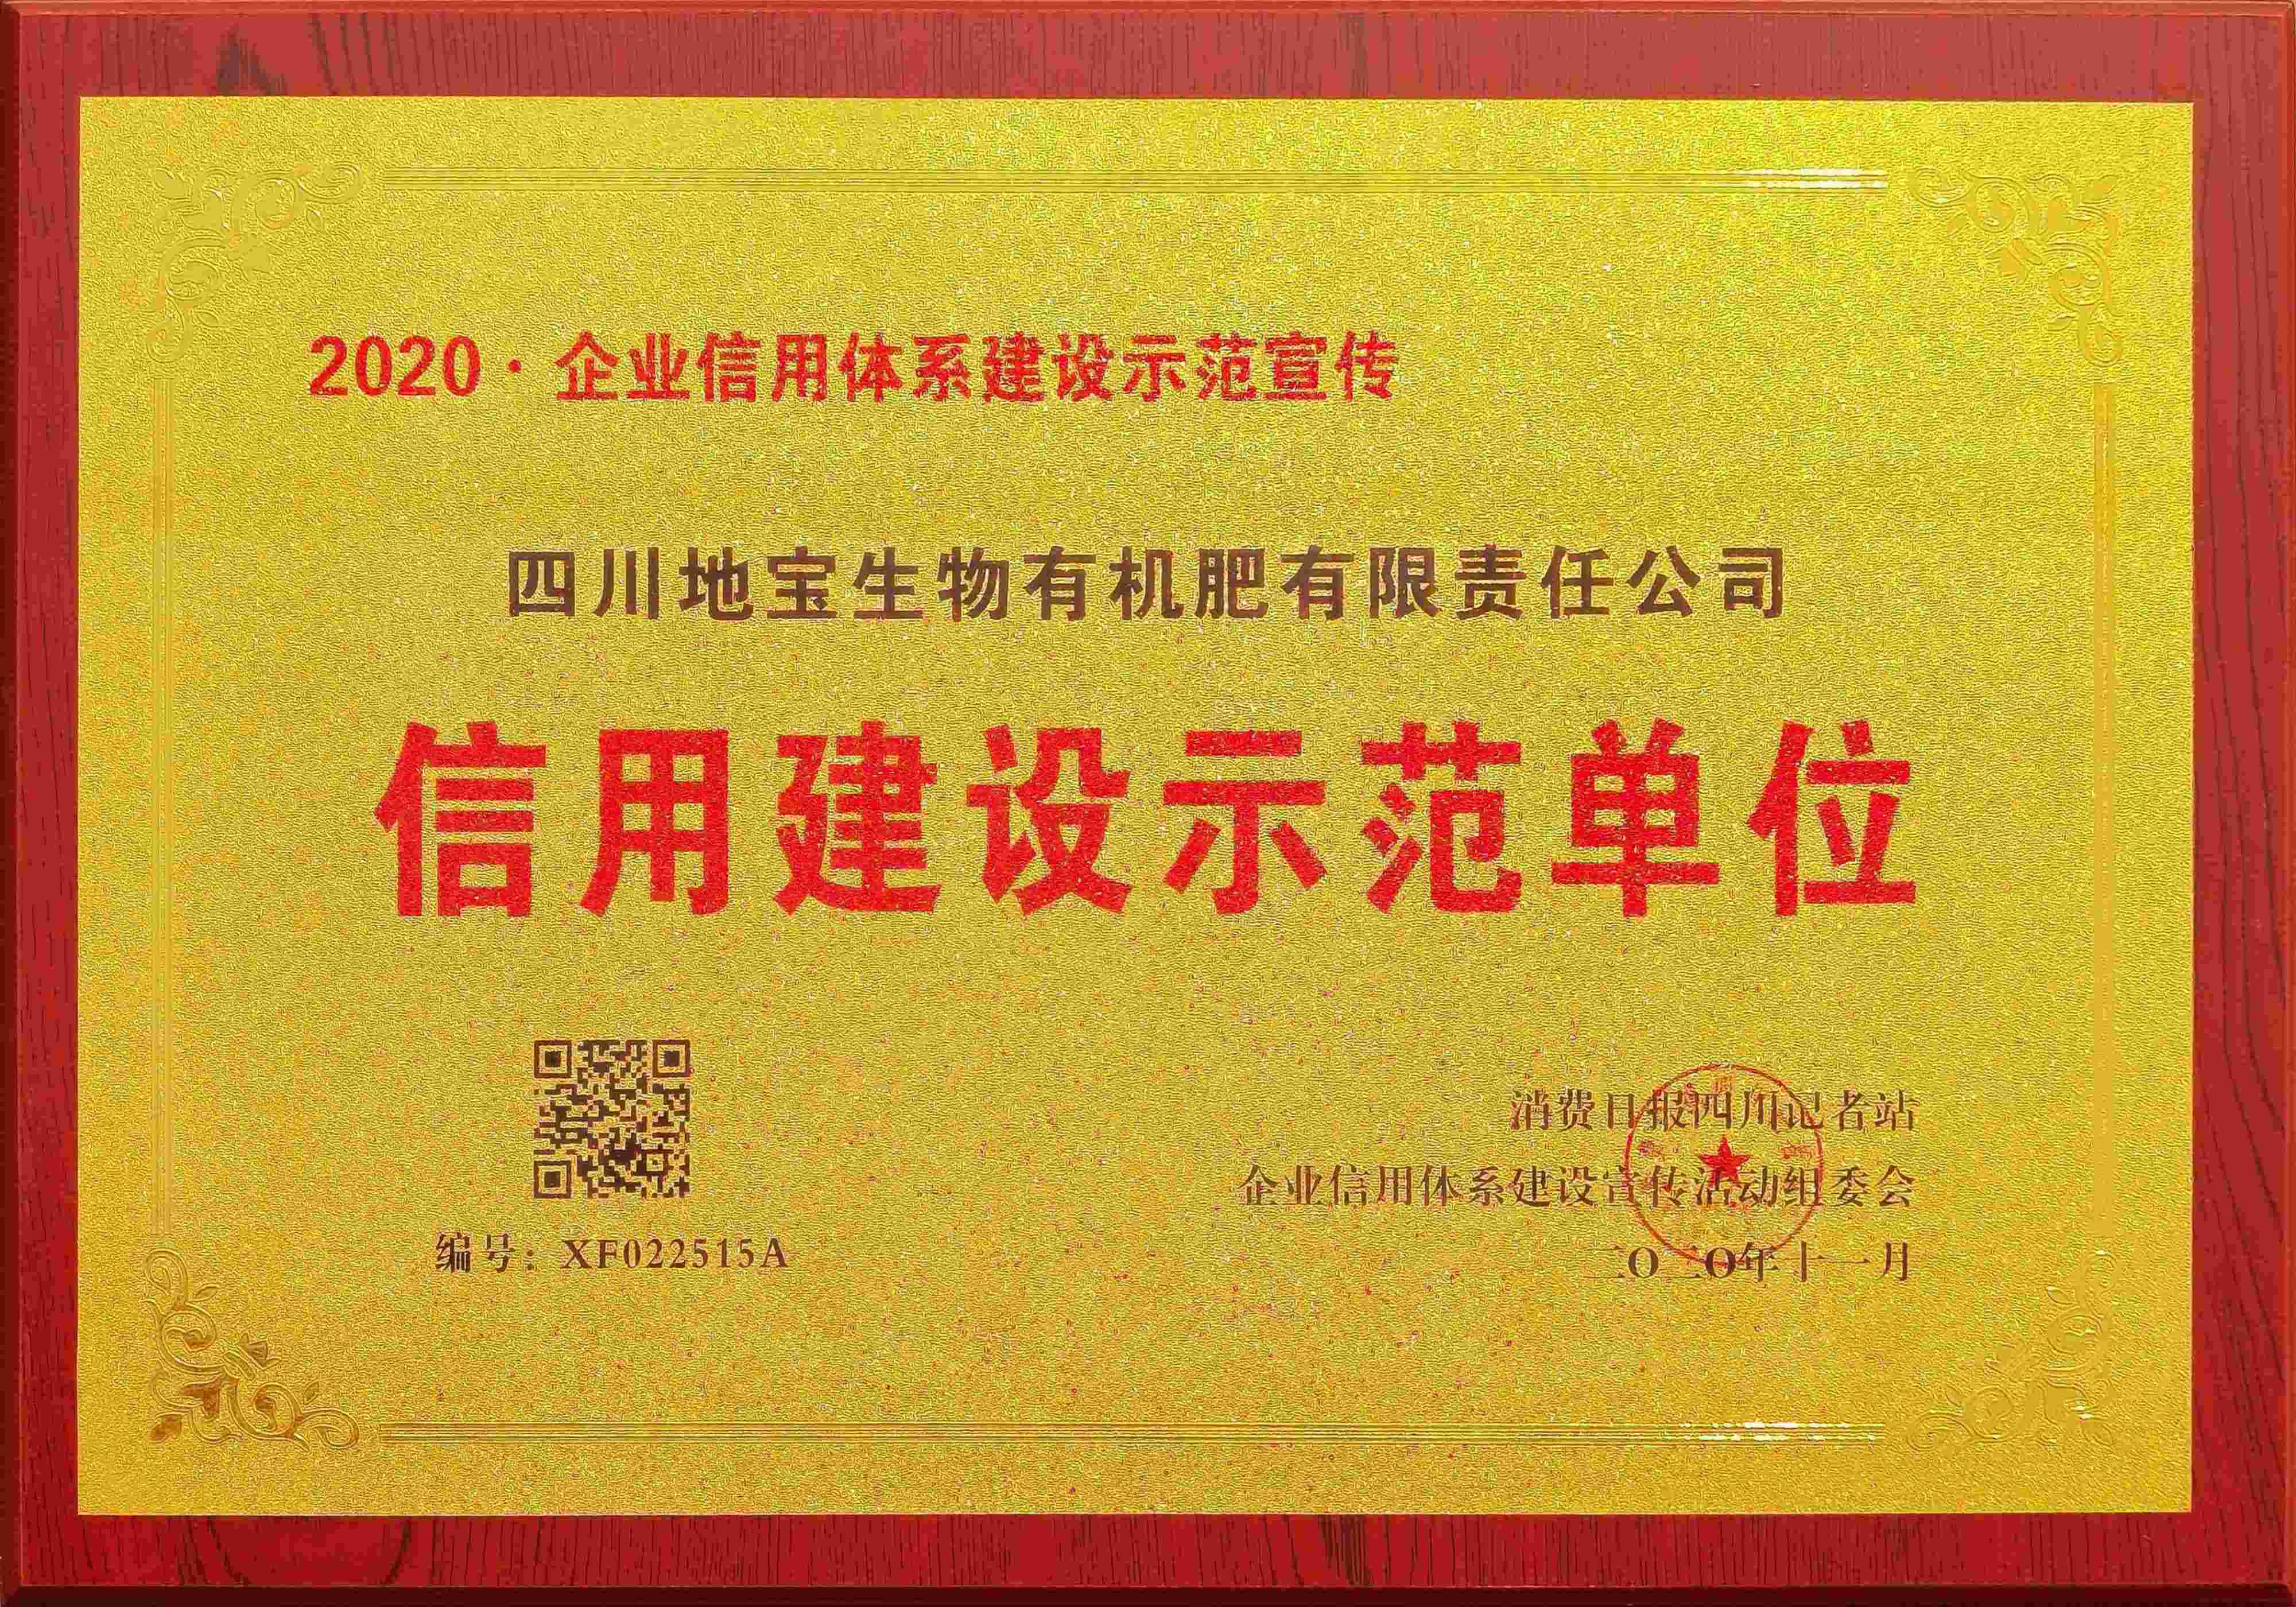 2020·企业信用体系建设示范宣传
四川地宝生物有机肥有限责任公司
信用建设示范单位
消费日报四川记者站
企业信用体系建设宣传活动组委会
编号：XF022515A
二〇二〇年十一月